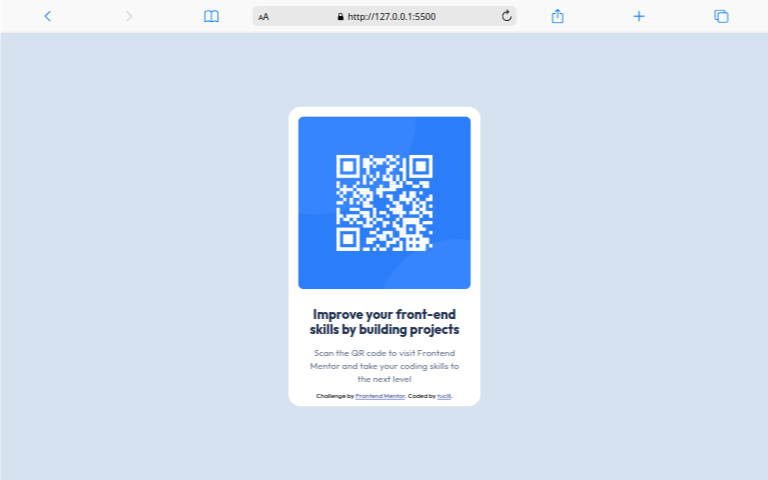 AA
http://127.0.0.1:5500
Improve your front-end
skills by building projects
Scan the QR code to visit Frontend
Mentor and take your coding skills to
the next level
Challenge by Frontend Mentor. Coded by